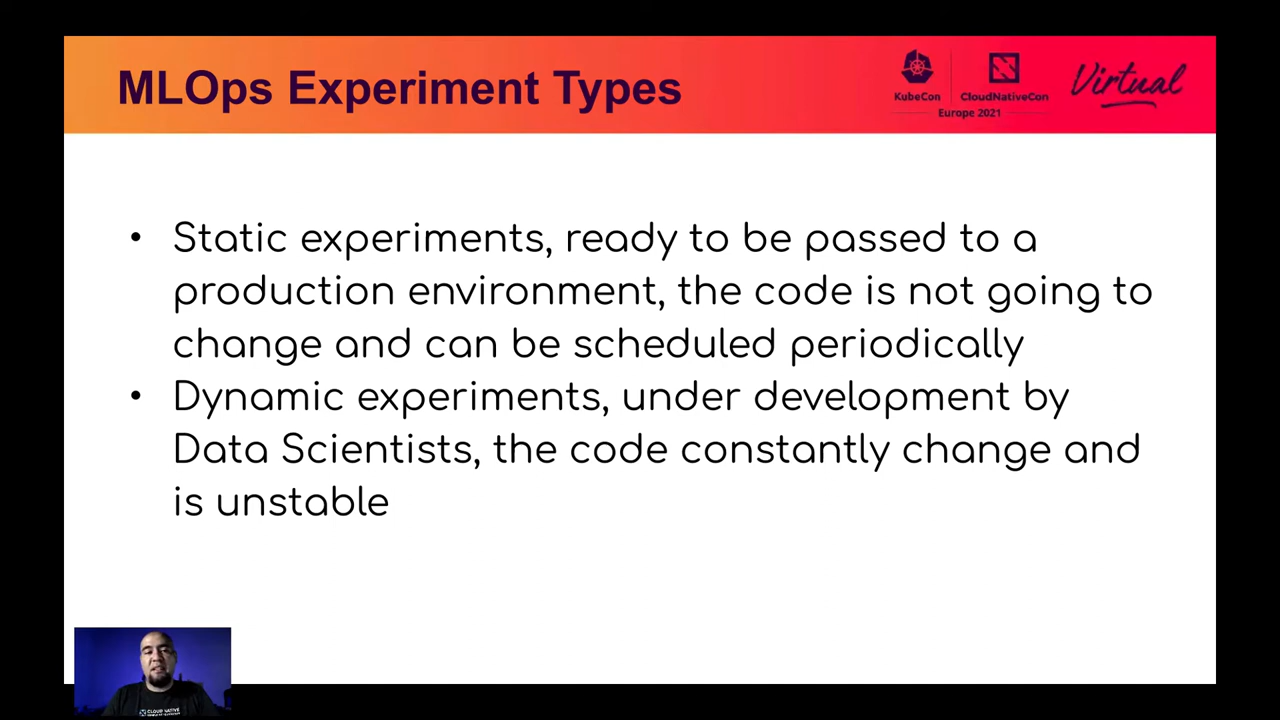 MLOps Experiment Types
KubeCon
CloudNativeCon
Europe 2021
Virtual
• Static experiments, ready to be passed to a
production environment, the code is not going to
change and can be scheduled periodically
• Dynamic experiments, under development by
Data Scientists, the code constantly change and
is unstable
CLOUD NATIVE